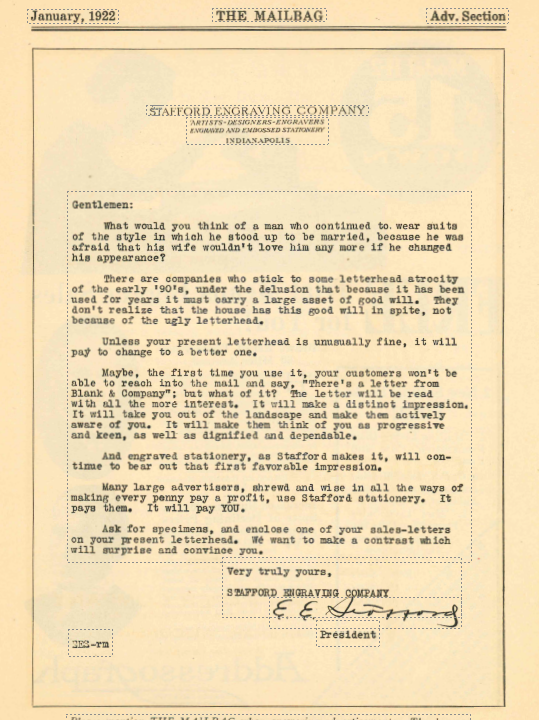 January, 1922 THE MAILBAG Adv. Section
STAFFORD ENGRAVING COMPANY
ARTISTS-DESIGNERS-ENGRAVERS
ENGRAVED AND EMBOSSED STATIONERY
INDIANAPOLIS
Gentlemen:
What would you think of a man who continued to wear suits
of the style in which he stood up to be married, because he was
afraid that his wife wouldn't love him any more if he changed
his appearance?
There are companies who stick to some letterhead atrocity
of the early '90's, under the delusion that because it has been
used for years it must carry a large asset of good will. They
don't realize that the house has this good will in spite, not
because of the ugly letterhead.
Unless your present letterhead is unusually fine, it will
pay to change to a better one.
Maybe, the first time you use it, your customers won't be
able to reach into the mail and say, "There's a letter from
Blank & Company"; but what of it? The letter will be read
with all the more interest. It will make a distinct impression.
It will take you out of the landscape and make them actively
aware of you. It will make them think of you as progressive
and keen, as well as dignified and dependable.
And engraved stationery, as Stafford makes it, will con-
tinue to bear out that first favorable impression.
Many large advertisers, shrewd and wise in all the ways of
making every penny pay a profit, use Stafford stationery. It
pays them. It will pay YOU.
Ask for specimens, and enclose one of your sales-letters
on your present letterhead. We want to make a contrast which
will surprise and convince you.
Very truly yours,
STAFFORD ENGRAVING COMPANY
E. E. Stafford
President
EES-rm